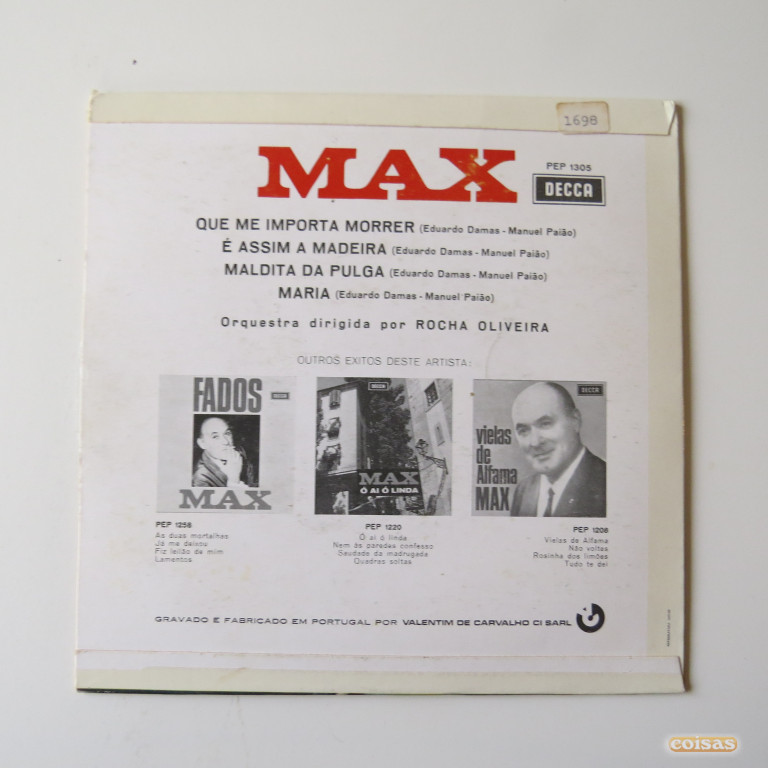 1698
MAX
PEP 1305
DECCA
QUE ME IMPORTA MORRER (Eduardo Damas - Manuel Paião)
É ASSIM A MADEIRA (Eduardo Damas - Manuel Paião)
MALDITA DA PULGA (Eduardo Damas - Manuel Paião)
MARIA (Eduardo Damas - Manuel Paião)
Orquestra dirigida por ROCHA OLIVEIRA
OUTROS EXITOS DESTE ARTISTA:
FADOS
DECCA
MAX
PEP 1256
As duas mortalhas
Já me deixou
Fiz leilão de mim
Lamentos
DECCA
MAX
Ó AI Ó LINDA
PEP 1220
Ó ai ó linda
Nem às paredes confesso
Saudade da madrugada
Quadras soltas
DECCA
vielas
de
Alfama
MAX
PEP 1208
Vielas de Alfama
Não voltes
Rosinha dos limões
Tudo te dei
GRAVADO E FABRICADO EM PORTUGAL POR VALENTIM DE CARVALHO CI SARL
coisas